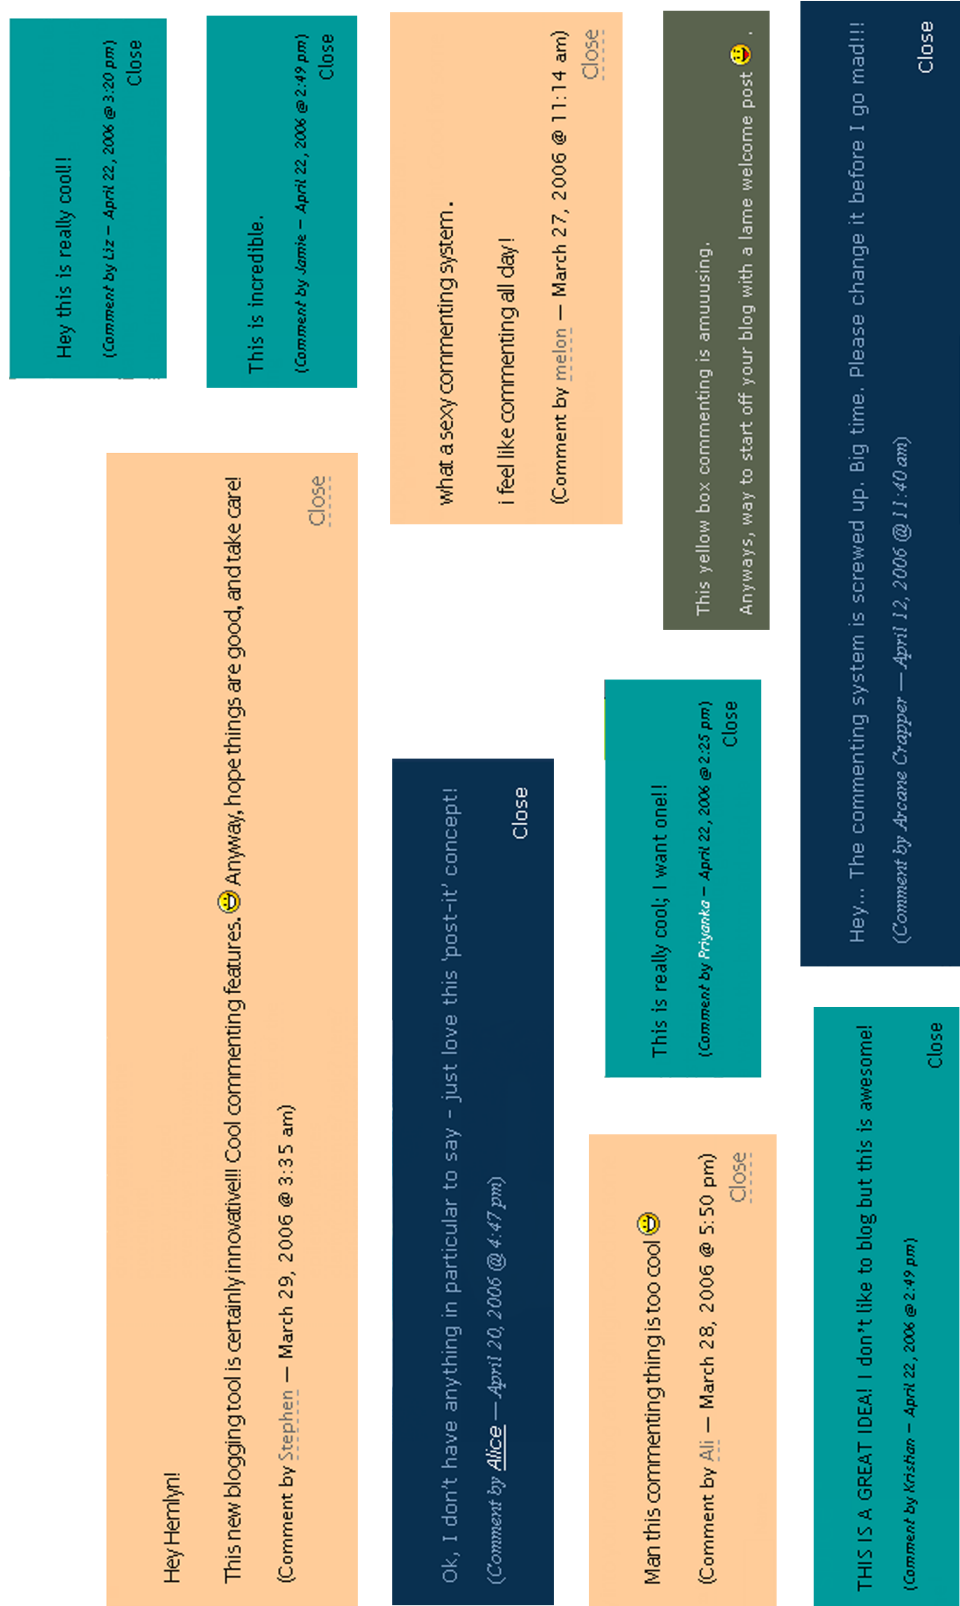 Hey this is really cool!!
(Comment by Liz – April 22, 2006 @ 3:20 pm)
Close
Hey Hemlyn!
This new blogging tool is certainly innovative!!! Cool commenting features. 😀 Anyway, hope things are good, and take care!
(Comment by Stephen — March 29, 2006 @ 3:35 am)
Close
This is incredible.
(Comment by Jamie – April 22, 2006 @ 2:49 pm)
Close
Ok, I don't have anything in particular to say - just love this 'post-it' concept!
(Comment by Alice — April 20, 2006 @ 4:47 pm)
Close
what a sexy commenting system.
i feel like commenting all day!
(Comment by melon — March 27, 2006 @ 11:14 am)
Close
Man this commenting thing is too cool 😀
(Comment by Ali — March 28, 2006 @ 5:50 pm)
Close
This is really cool; I want one!!
(Comment by Priyanka – April 22, 2006 @ 2:25 pm)
Close
This yellow box commenting is amuuusing.
Anyways, way to start off your blog with a lame welcome post 😛 .
THIS IS A GREAT IDEA! I don't like to blog but this is awesome!
(Comment by Kristian – April 22, 2006 @ 2:49 pm)
Close
Hey... The commenting system is screwed up. Big time. Please change it before I go mad!!!
(Comment by Arcane Crapper — April 12, 2006 @ 11:40 am)
Close